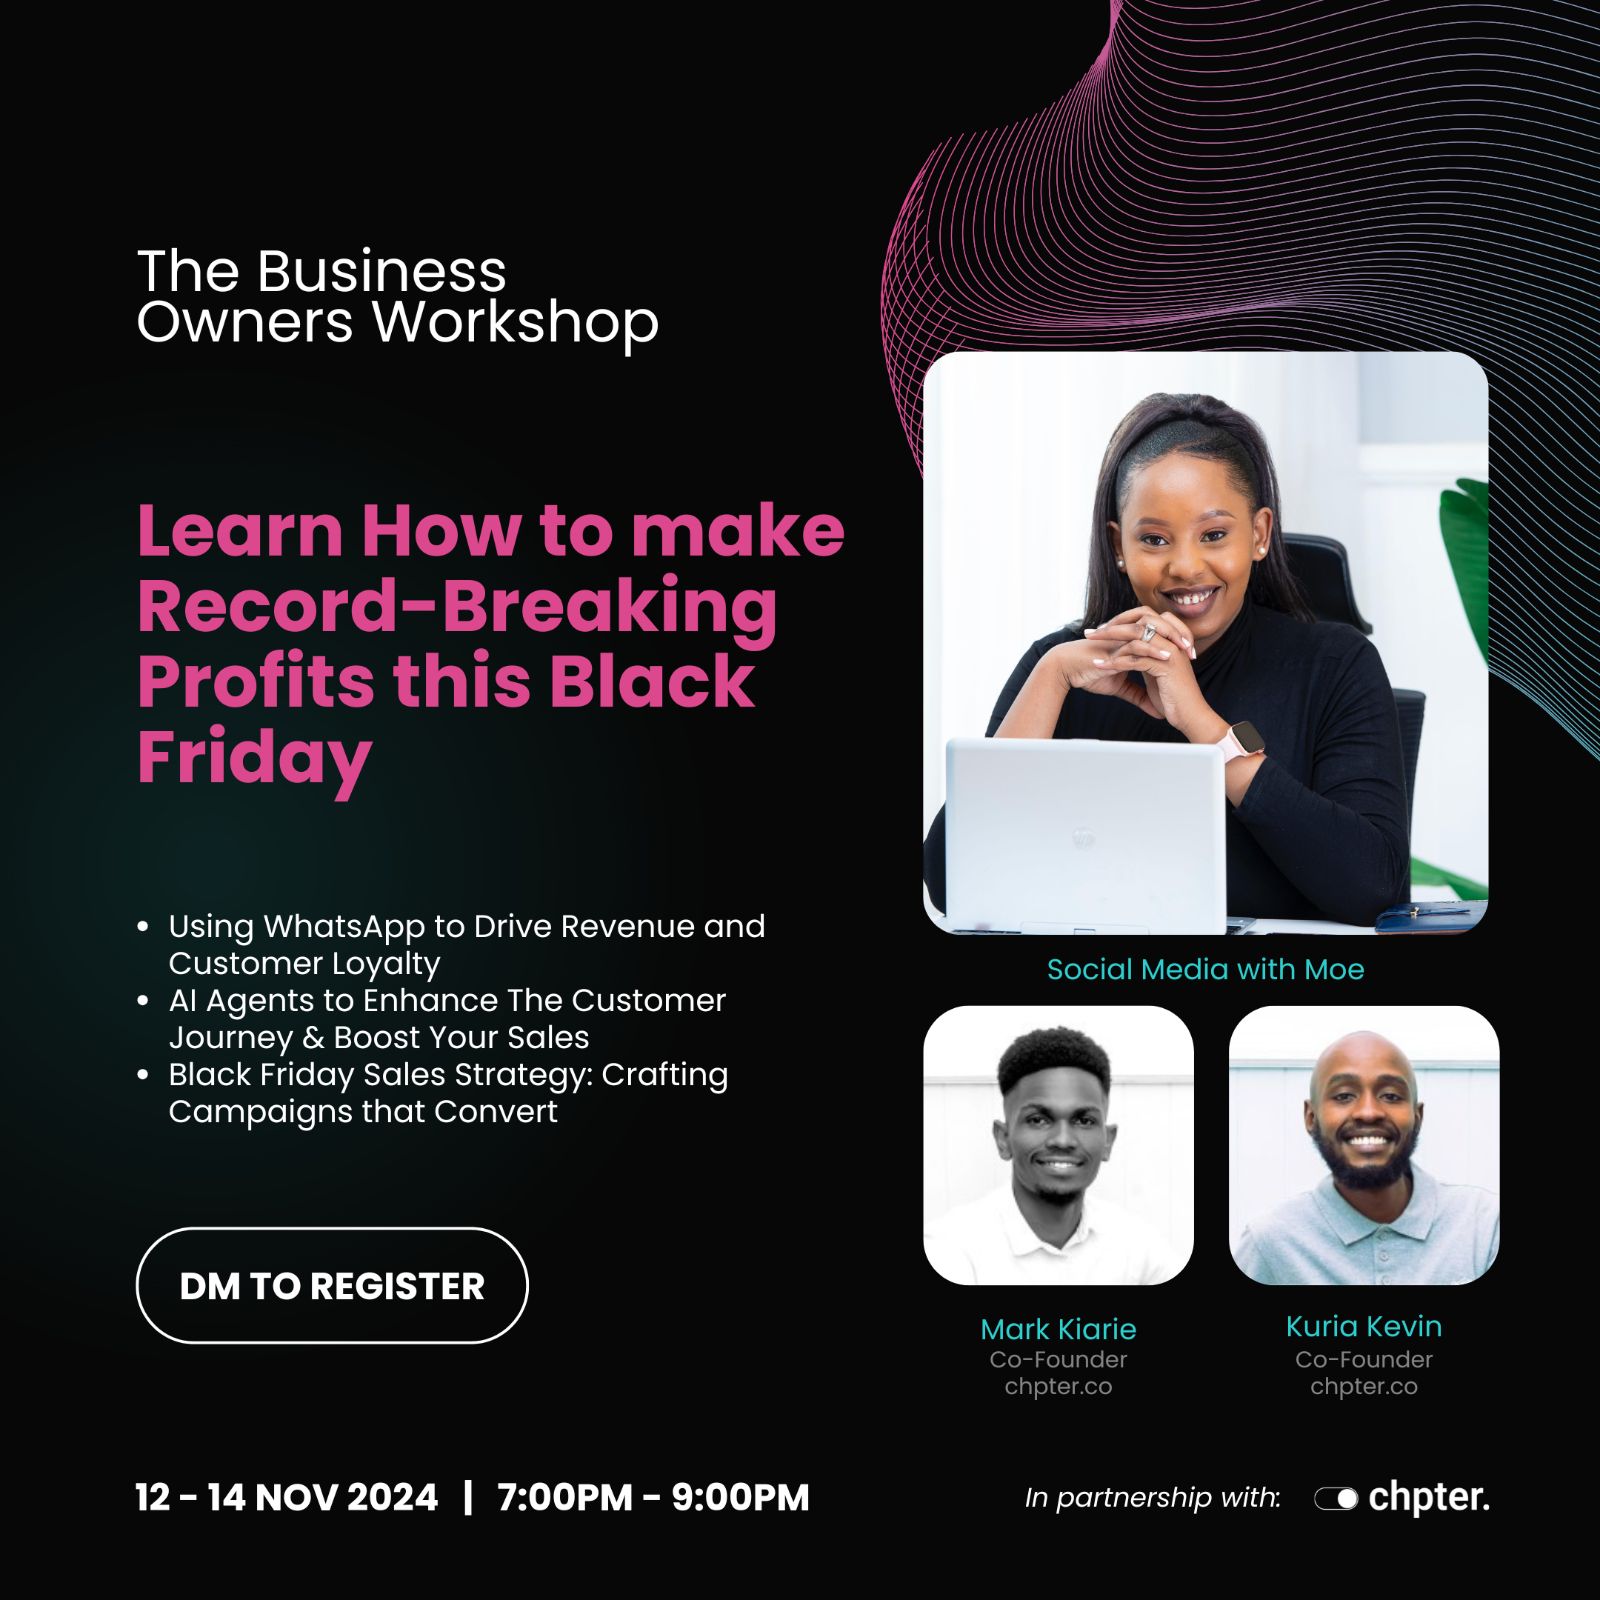 The Business
Owners Workshop
Learn How to make
Record-Breaking
Profits this Black
Friday
• Using WhatsApp to Drive Revenue and
Customer Loyalty
• AI Agents to Enhance The Customer
Journey & Boost Your Sales
• Black Friday Sales Strategy: Crafting
Campaigns that Convert
DM TO REGISTER
hp
Social Media with Moe
Mark Kiarie
Co-Founder
chpter.co
Kuria Kevin
Co-Founder
chpter.co
12 - 14 NOV 2024 | 7:00PM - 9:00PM
In partnership with: chpter.